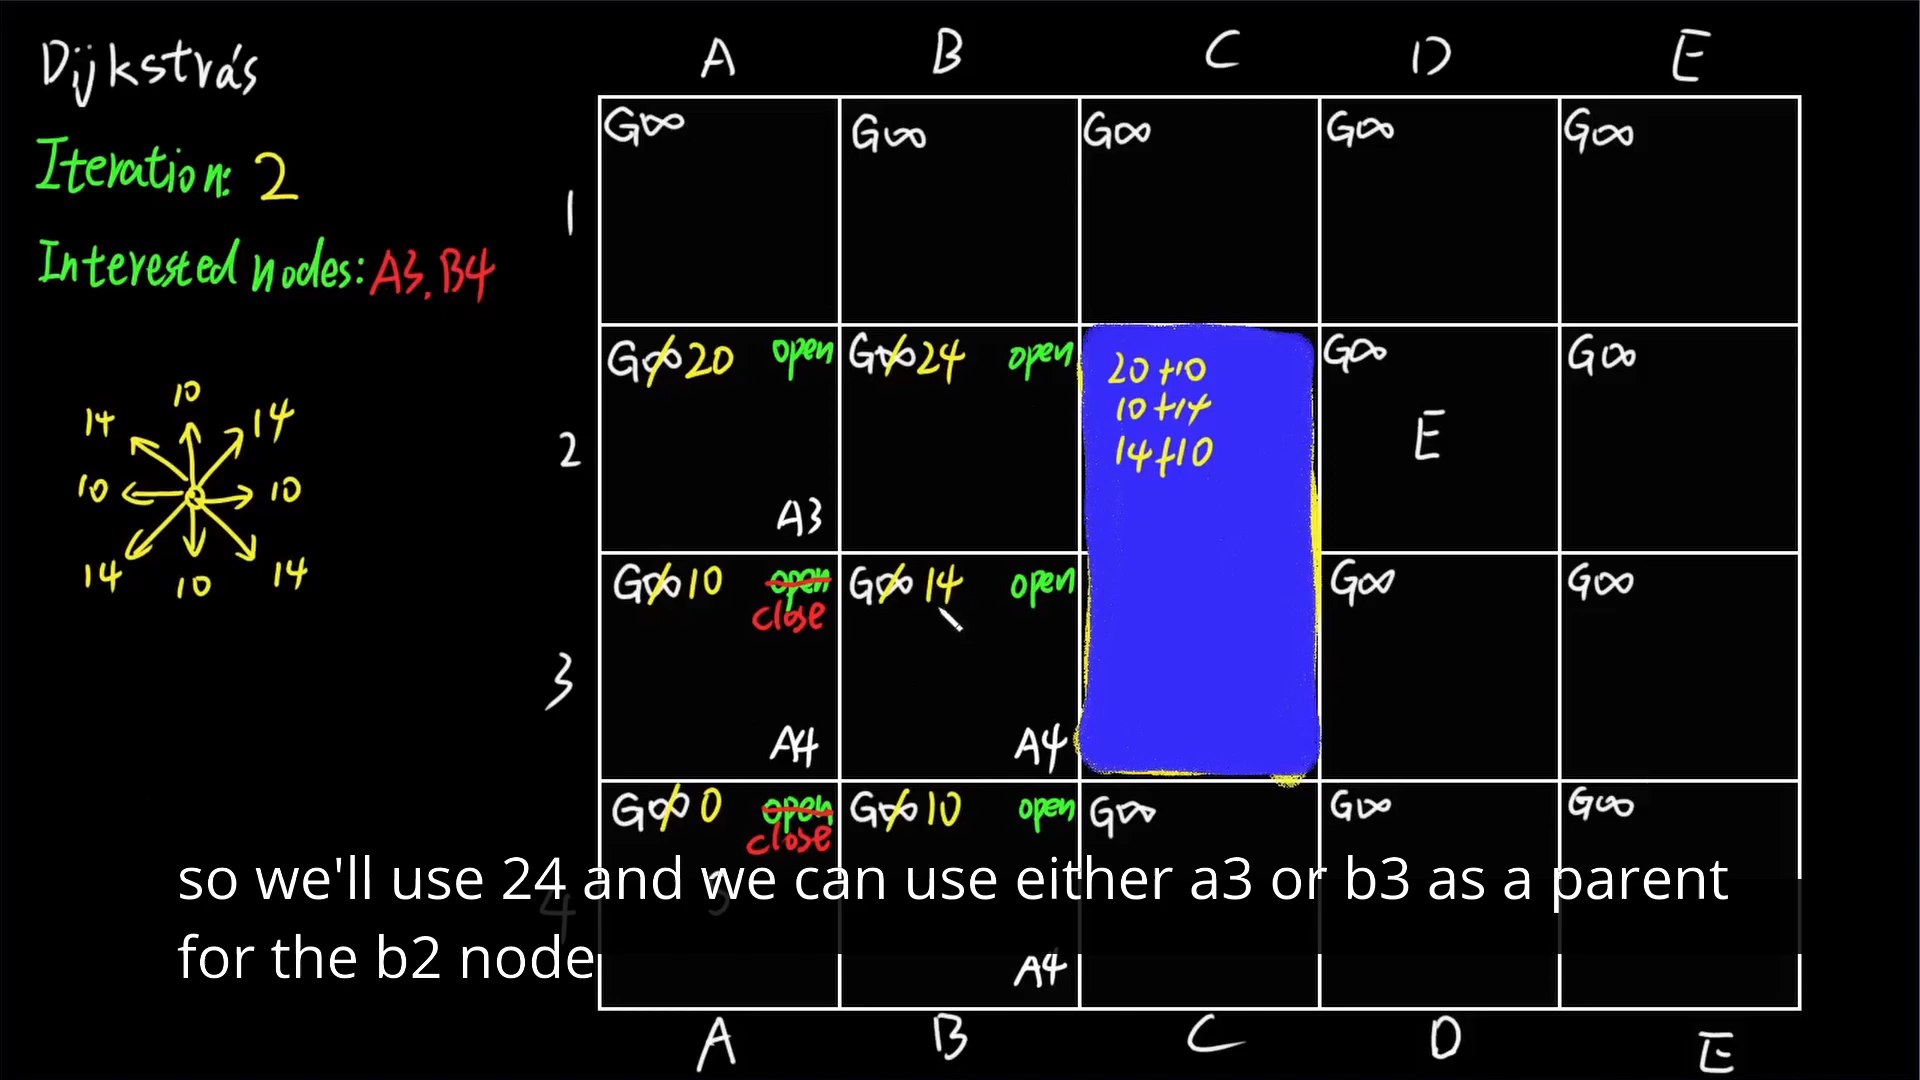 Dijkstra's
Iteration: 2
Interested nodes: A3, B4
10
14 14
10 10
14 10 14
A B C D E
1 G∞ G∞ G∞ G∞ G∞
2 G∞ 20 open G∞ 24 open 20+10 G∞ G∞
10+14
14+10
E
A3
3 G∞ 10 open G∞ 14 open G∞ G∞
close
A4 A4
G∞ 0 open G∞ 10 open G∞ G∞ G∞
close
4 S
so we'll use 24 and we can use either a3 or b3 as a parent
for the b2 node
A4
A B C D E